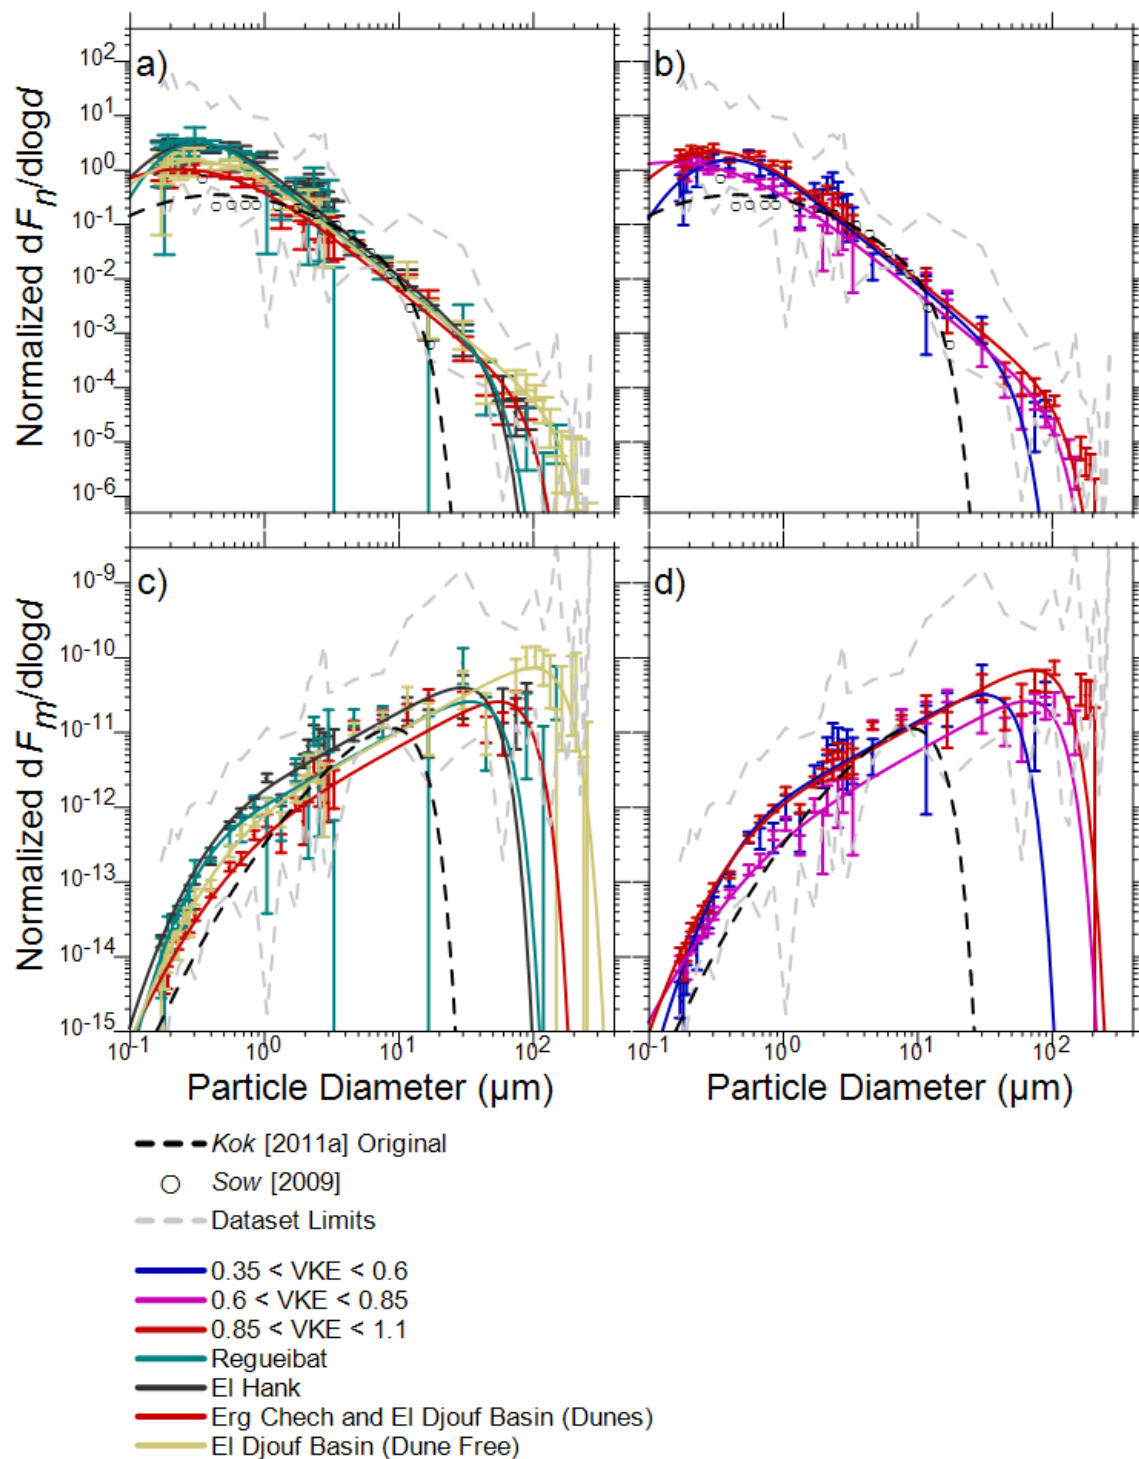 a)
b)
10²
10¹
10⁰
10⁻¹
10⁻²
10⁻³
10⁻⁴
10⁻⁵
10⁻⁶
Normalized dFn/dlogd
c)
d)
10⁻⁹
10⁻¹⁰
10⁻¹¹
10⁻¹²
10⁻¹³
10⁻¹⁴
10⁻¹⁵
Normalized dFm/dlogd
10⁻¹ 10⁰ 10¹ 10² 10⁻¹ 10⁰ 10¹ 10²
Particle Diameter (µm) Particle Diameter (µm)
Kok [2011a] Original
Sow [2009]
Dataset Limits
0.35 < VKE < 0.6
0.6 < VKE < 0.85
0.85 < VKE < 1.1
Regueibat
El Hank
Erg Chech and El Djouf Basin (Dunes)
El Djouf Basin (Dune Free)